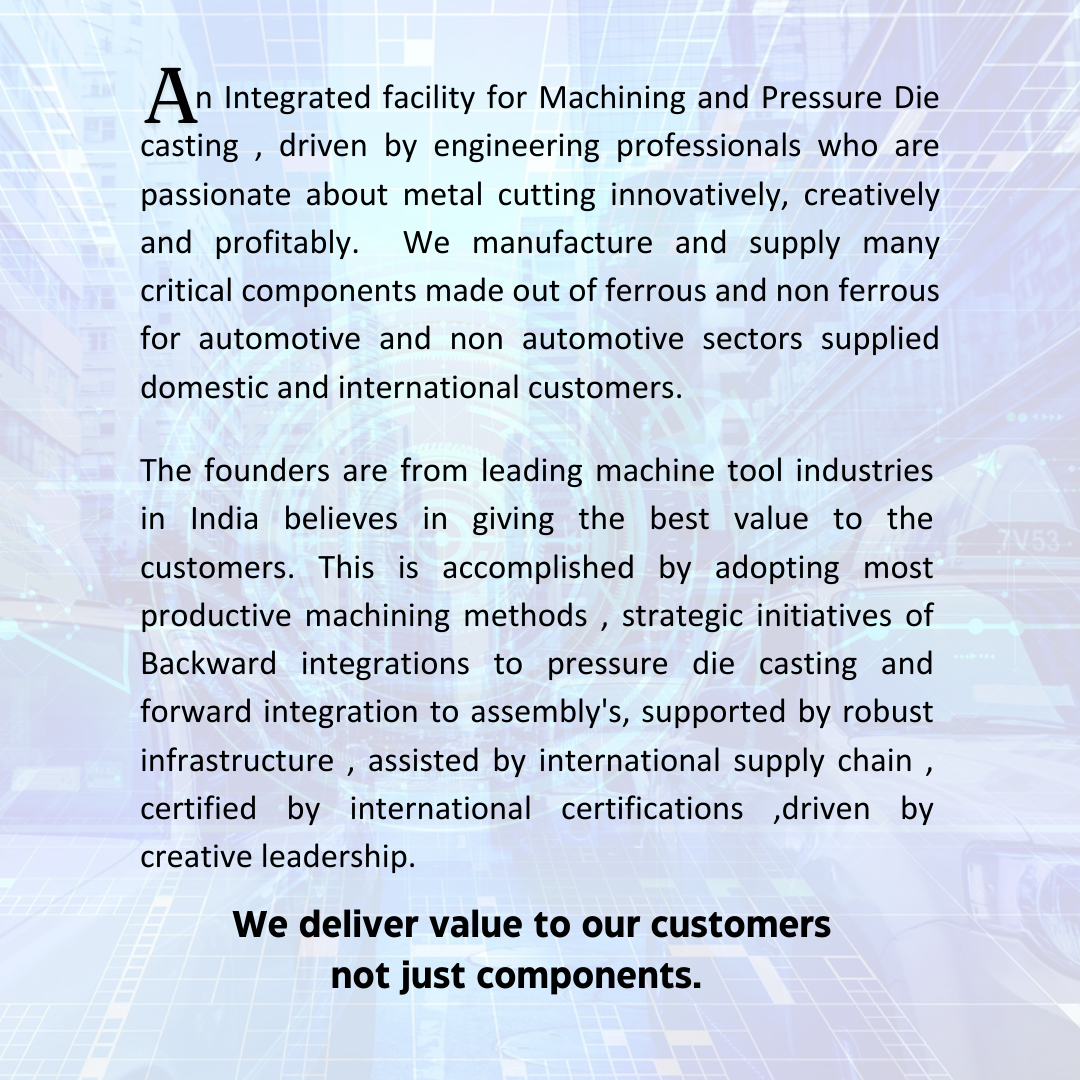 An Integrated facility for Machining and Pressure Die
casting , driven by engineering professionals who are
passionate about metal cutting innovatively, creatively
and profitably. We manufacture and supply many
critical components made out of ferrous and non ferrous
for automotive and non automotive sectors supplied
domestic and international customers.
The founders are from leading machine tool industries
in India believes in giving the best value to the
customers. This is accomplished by adopting most
productive machining methods , strategic initiatives of
Backward integrations to pressure die casting and
forward integration to assembly's, supported by robust
infrastructure , assisted by international supply chain ,
certified by international certifications ,driven by
creative leadership.
We deliver value to our customers
not just components.
7V53